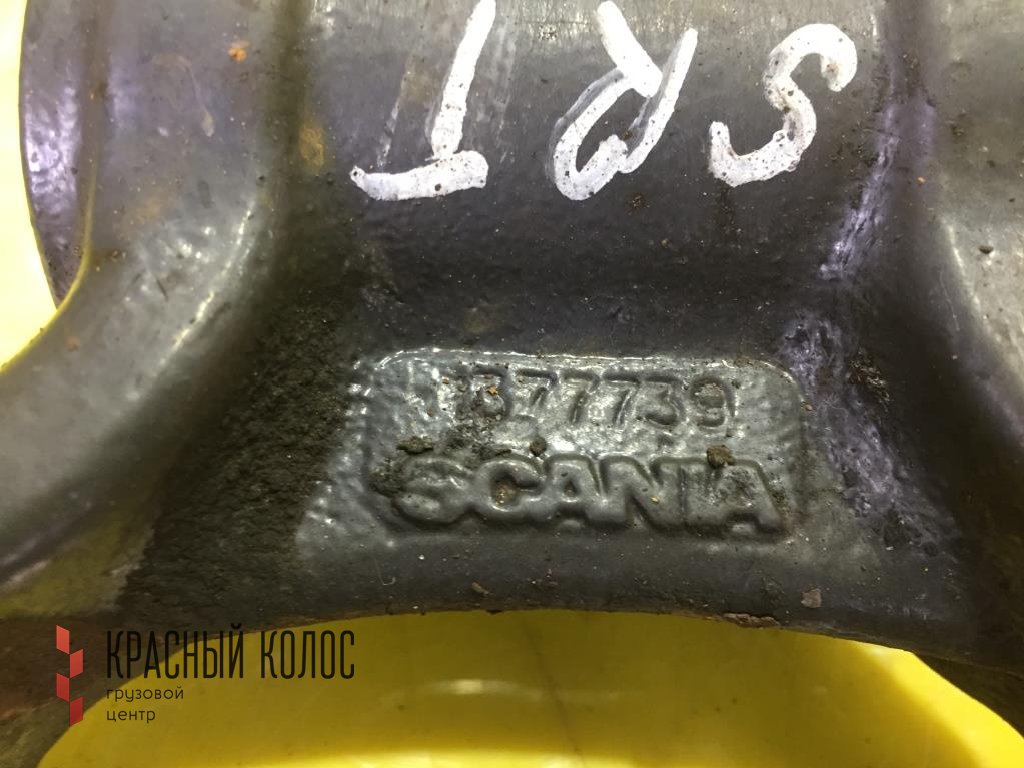 SRT
1377739
SCANIA
КРАСНЫЙ КОЛОС
грузовой
центр